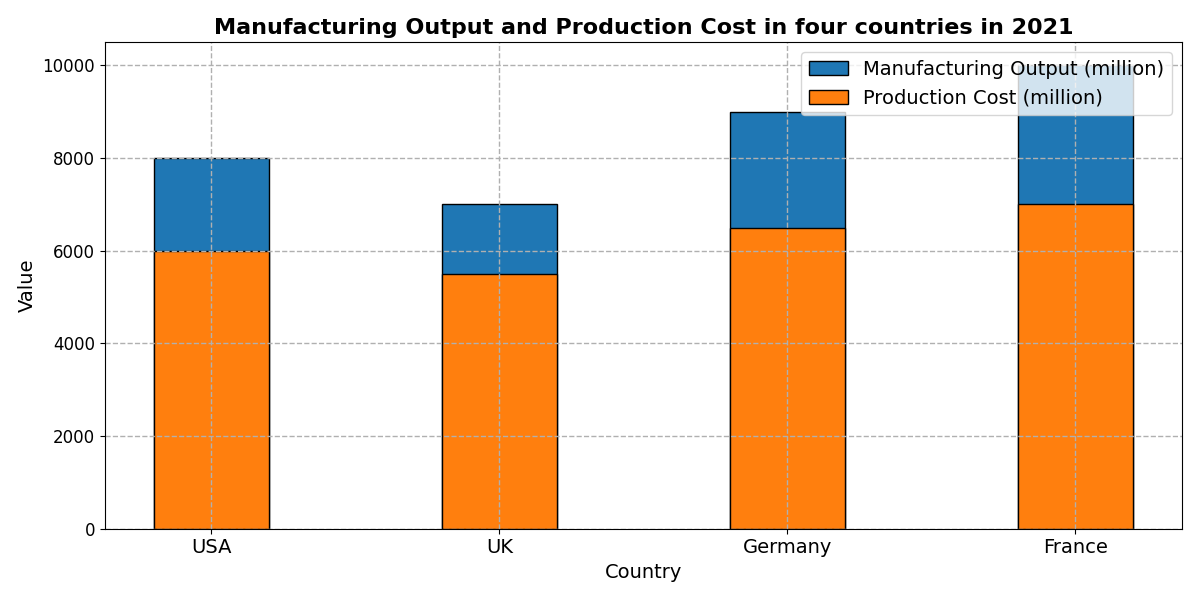 Manufacturing Output and Production Cost in four countries in 2021
Manufacturing Output (million)
Production Cost (million)
Value
10000
8000
6000
4000
2000
0
USA UK Germany France
Country